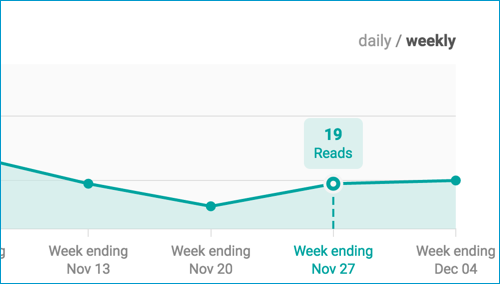 daily / weekly
19
Reads
Week ending
Nov 13
Week ending
Nov 20
Week ending
Nov 27
Week ending
Dec 04